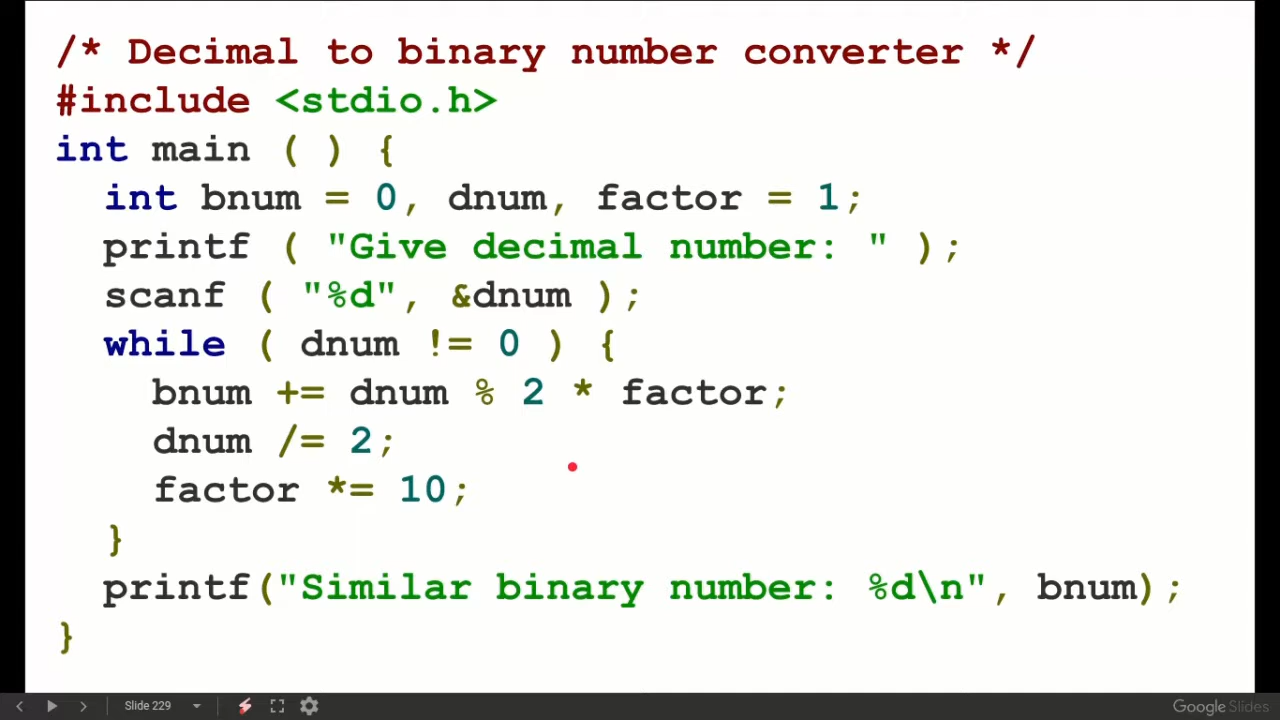 /* Decimal to binary number converter */
#include <stdio.h>
int main ( ) {
  int bnum = 0, dnum, factor = 1;
  printf ( "Give decimal number: " );
  scanf ( "%d", &dnum );
  while ( dnum != 0 ) {
    bnum += dnum % 2 * factor;
    dnum /= 2;
    factor *= 10;
  }
  printf("Similar binary number: %d\n", bnum);
}
Slide 229
Google Slides